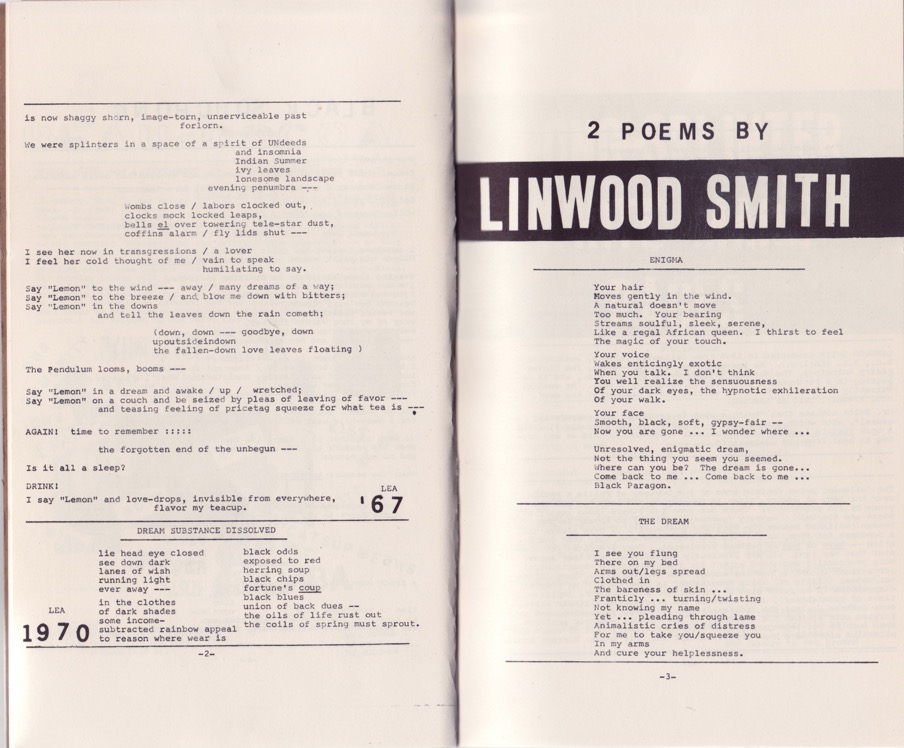 is now shaggy shorn, image-torn, unserviceable past
forlorn.
We were splinters in a space of a spirit of UNdeeds
and insomnia
Indian Summer
ivy leaves
lonesome landscape
evening penumbra ---
Wombs close / labors clocked out,
clocks mock locked leaps,
bells el over towering tele-star dust,
coffins alarm / fly lids shut ---
I see her now in transgressions / a lover
I feel her cold thought of me / vain to speak
humiliating to say.
Say "Lemon" to the wind --- away / many dreams of a way;
Say "Lemon" to the breeze / and blow me down with bitters;
Say "Lemon" in the downs
and tell the leaves down the rain cometh;
(down, down --- goodbye, down
upoutsideindown
the fallen-down love leaves floating )
The Pendulum looms, booms ---
Say "Lemon" in a dream and awake / up / wretched;
Say "Lemon" on a couch and be seized by pleas of leaving of favor ---
and teasing feeling of pricetag squeeze for what tea is ---
AGAIN! time to remember :::::
the forgotten end of the unbegun ---
Is it all a sleep?
DRINK!
I say "Lemon" and love-drops, invisible from everywhere,
flavor my teacup.
LEA
'67
DREAM SUBSTANCE DISSOLVED
lie head eye closed
see down dark
lanes of wish
running light
ever away ---
in the clothes
of dark shades
some income-
subtracted rainbow appeal
to reason where wear is
black odds
exposed to red
herring soup
black chips
fortune's coup
black blues
union of back dues --
the oils of life rust out
the coils of spring must sprout.
LEA
1970
-2-
2 POEMS BY
LINWOOD SMITH
ENIGMA
Your hair
Moves gently in the wind.
A natural doesn't move
Too much. Your bearing
Streams soulful, sleek, serene,
Like a regal African queen. I thirst to feel
The magic of your touch.
Your voice
Wakes enticingly exotic
When you talk. I don't think
You well realize the sensuousness
Of your dark eyes, the hypnotic exhileration
Of your walk.
Your face
Smooth, black, soft, gypsy-fair --
Now you are gone ... I wonder where ...
Unresolved, enigmatic dream,
Not the thing you seem you seemed.
Where can you be? The dream is gone...
Come back to me ... Come back to me ...
Black Paragon.
THE DREAM
I see you flung
There on my bed
Arms out/legs spread
Clothed in
The bareness of skin ...
Franticly ... turning/twisting
Not knowing my name
Yet ... pleading through lame
Animalistic cries of distress
For me to take you/squeeze you
In my arms
And cure your helplessness.
-3-